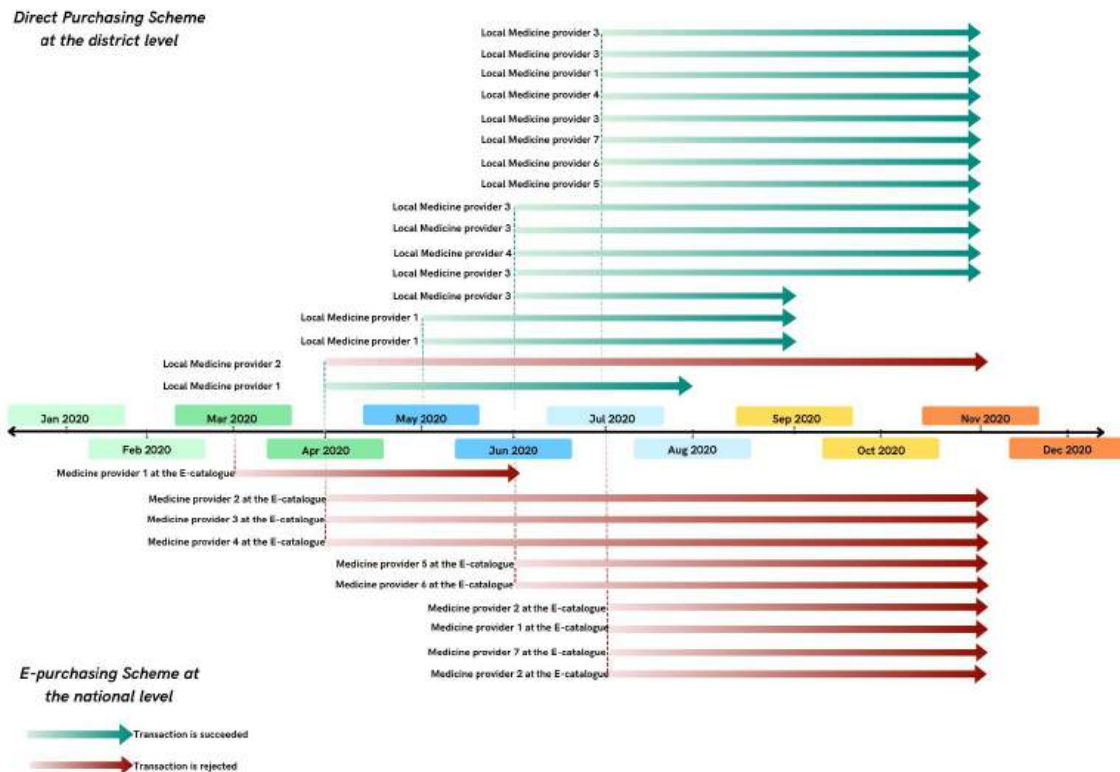 Direct Purchasing Scheme
at the district level
Local Medicine provider 3
Local Medicine provider 3
Local Medicine provider 1
Local Medicine provider 4
Local Medicine provider 3
Local Medicine provider 7
Local Medicine provider 6
Local Medicine provider 5
Local Medicine provider 3
Local Medicine provider 3
Local Medicine provider 4
Local Medicine provider 3
Local Medicine provider 3
Local Medicine provider 1
Local Medicine provider 1
Local Medicine provider 2
Local Medicine provider 1
Jan 2020 Mar 2020 May 2020 Jul 2020 Sep 2020 Nov 2020
Feb 2020 Apr 2020 Jun 2020 Aug 2020 Oct 2020 Dec 2020
Medicine provider 1 at the E-catalogue
Medicine provider 2 at the E-catalogue
Medicine provider 3 at the E-catalogue
Medicine provider 4 at the E-catalogue
Medicine provider 5 at the E-catalogue
Medicine provider 6 at the E-catalogue
Medicine provider 2 at the E-catalogue
Medicine provider 1 at the E-catalogue
Medicine provider 7 at the E-catalogue
Medicine provider 2 at the E-catalogue
E-purchasing Scheme at
the national level
Transaction is succeeded
Transaction is rejected